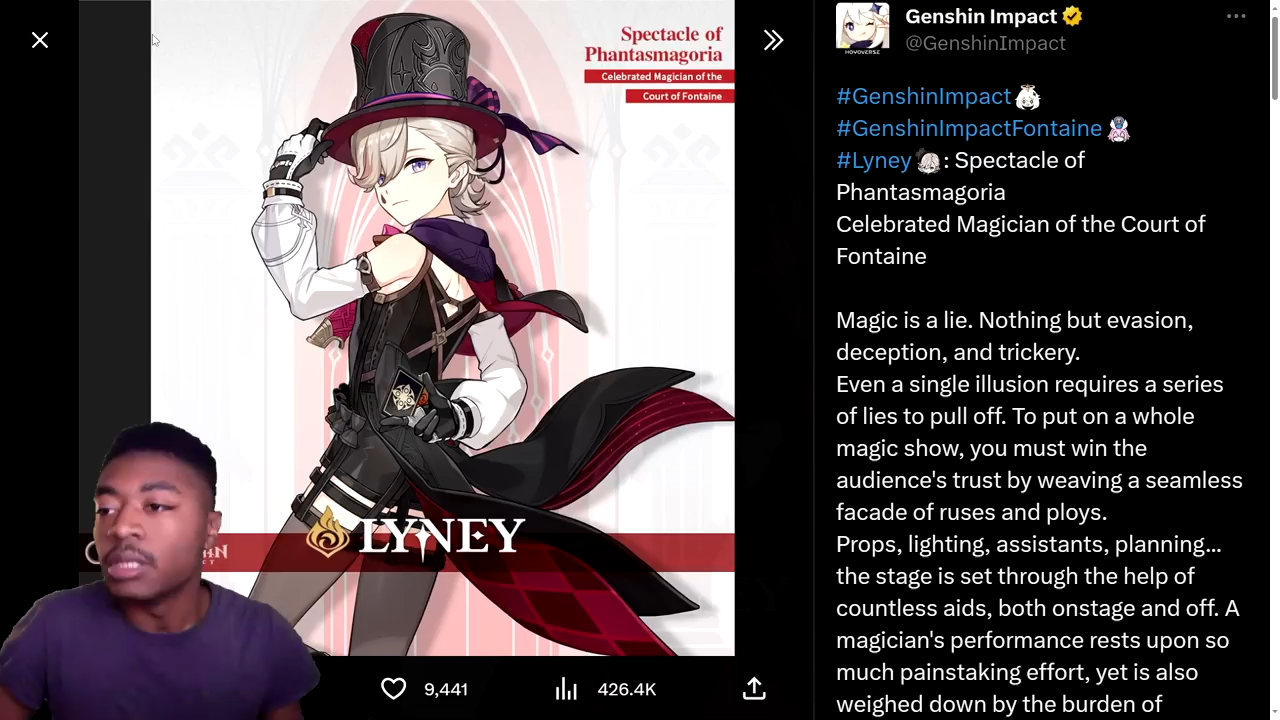 Spectacle of
Phantasmagoria
Celebrated Magician of the
Court of Fontaine
LYNEY
9,441
426.4K
Genshin Impact
@GenshinImpact
HOYOVERSE
#GenshinImpact
#GenshinImpactFontaine
#Lyney: Spectacle of
Phantasmagoria
Celebrated Magician of the Court of
Fontaine
Magic is a lie. Nothing but evasion,
deception, and trickery.
Even a single illusion requires a series
of lies to pull off. To put on a whole
magic show, you must win the
audience's trust by weaving a seamless
facade of ruses and ploys.
Props, lighting, assistants, planning...
the stage is set through the help of
countless aids, both onstage and off. A
magician's performance rests upon so
much painstaking effort, yet is also
weighed down by the burden of